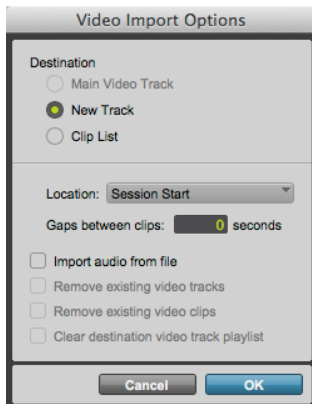 Video Import Options
Destination
Main Video Track
New Track
Clip List
Location: Session Start
Gaps between clips: 0 seconds
Import audio from file
Remove existing video tracks
Remove existing video clips
Clear destination video track playlist
Cancel OK